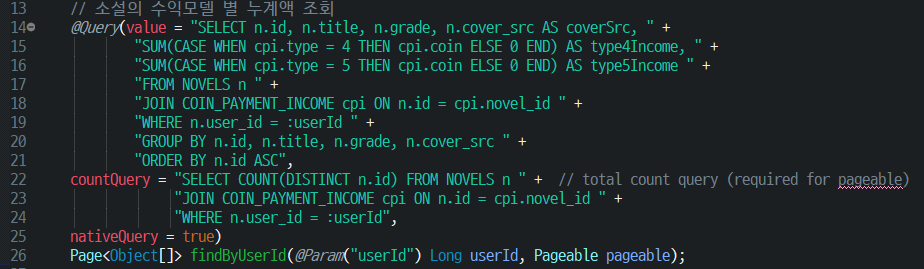 13 // 소설의 수익모델 별 누계액 조회
14 @Query(value = "SELECT n.id, n.title, n.grade, n.cover_src AS coverSrc, " +
15 "SUM(CASE WHEN cpi.type = 4 THEN cpi.coin ELSE 0 END) AS type4Income, " +
16 "SUM(CASE WHEN cpi.type = 5 THEN cpi.coin ELSE 0 END) AS type5Income " +
17 "FROM NOVELS n " +
18 "JOIN COIN_PAYMENT_INCOME cpi ON n.id = cpi.novel_id " +
19 "WHERE n.user_id = :userId " +
20 "GROUP BY n.id, n.title, n.grade, n.cover_src " +
21 "ORDER BY n.id ASC",
22 countQuery = "SELECT COUNT(DISTINCT n.id) FROM NOVELS n " + // total count query (required for pageable)
23 "JOIN COIN_PAYMENT_INCOME cpi ON n.id = cpi.novel_id " +
24 "WHERE n.user_id = :userId",
25 nativeQuery = true)
26 Page<Object[]> findByUserId(@Param("userId") Long userId, Pageable pageable);